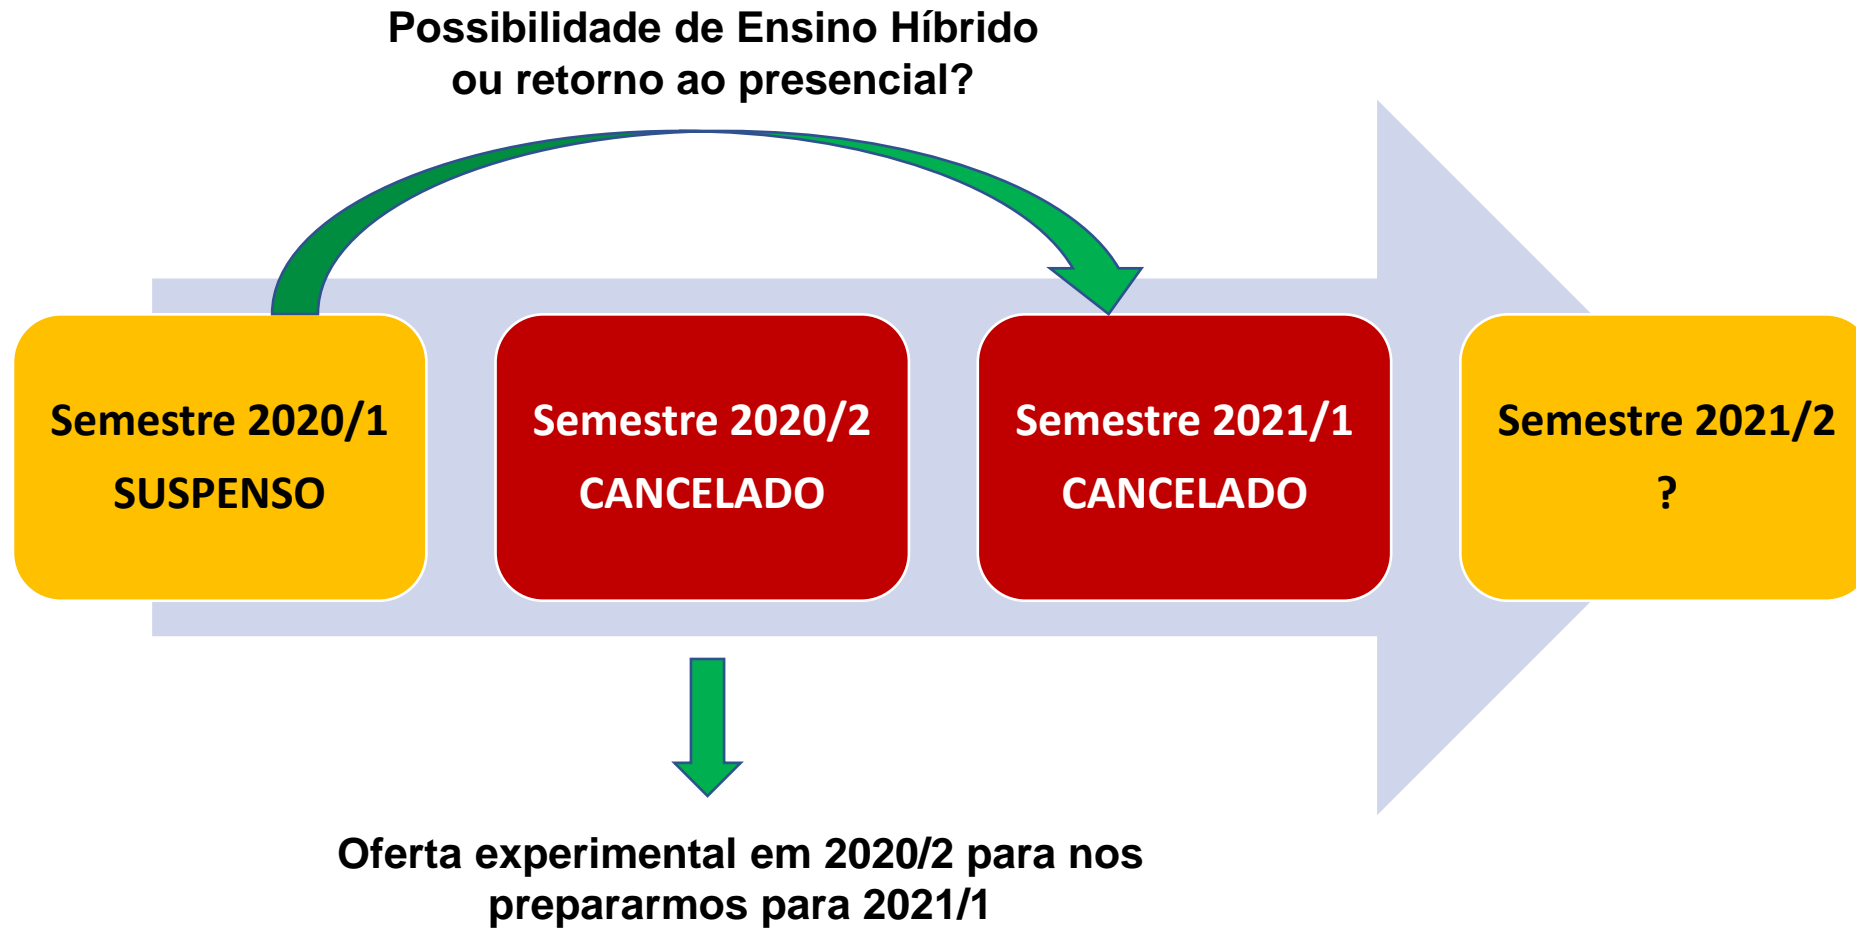 Possibilidade de Ensino Híbrido
ou retorno ao presencial?
Semestre 2020/1
SUSPENSO
Semestre 2020/2
CANCELADO
Semestre 2021/1
CANCELADO
Semestre 2021/2
?
Oferta experimental em 2020/2 para nos
prepararmos para 2021/1